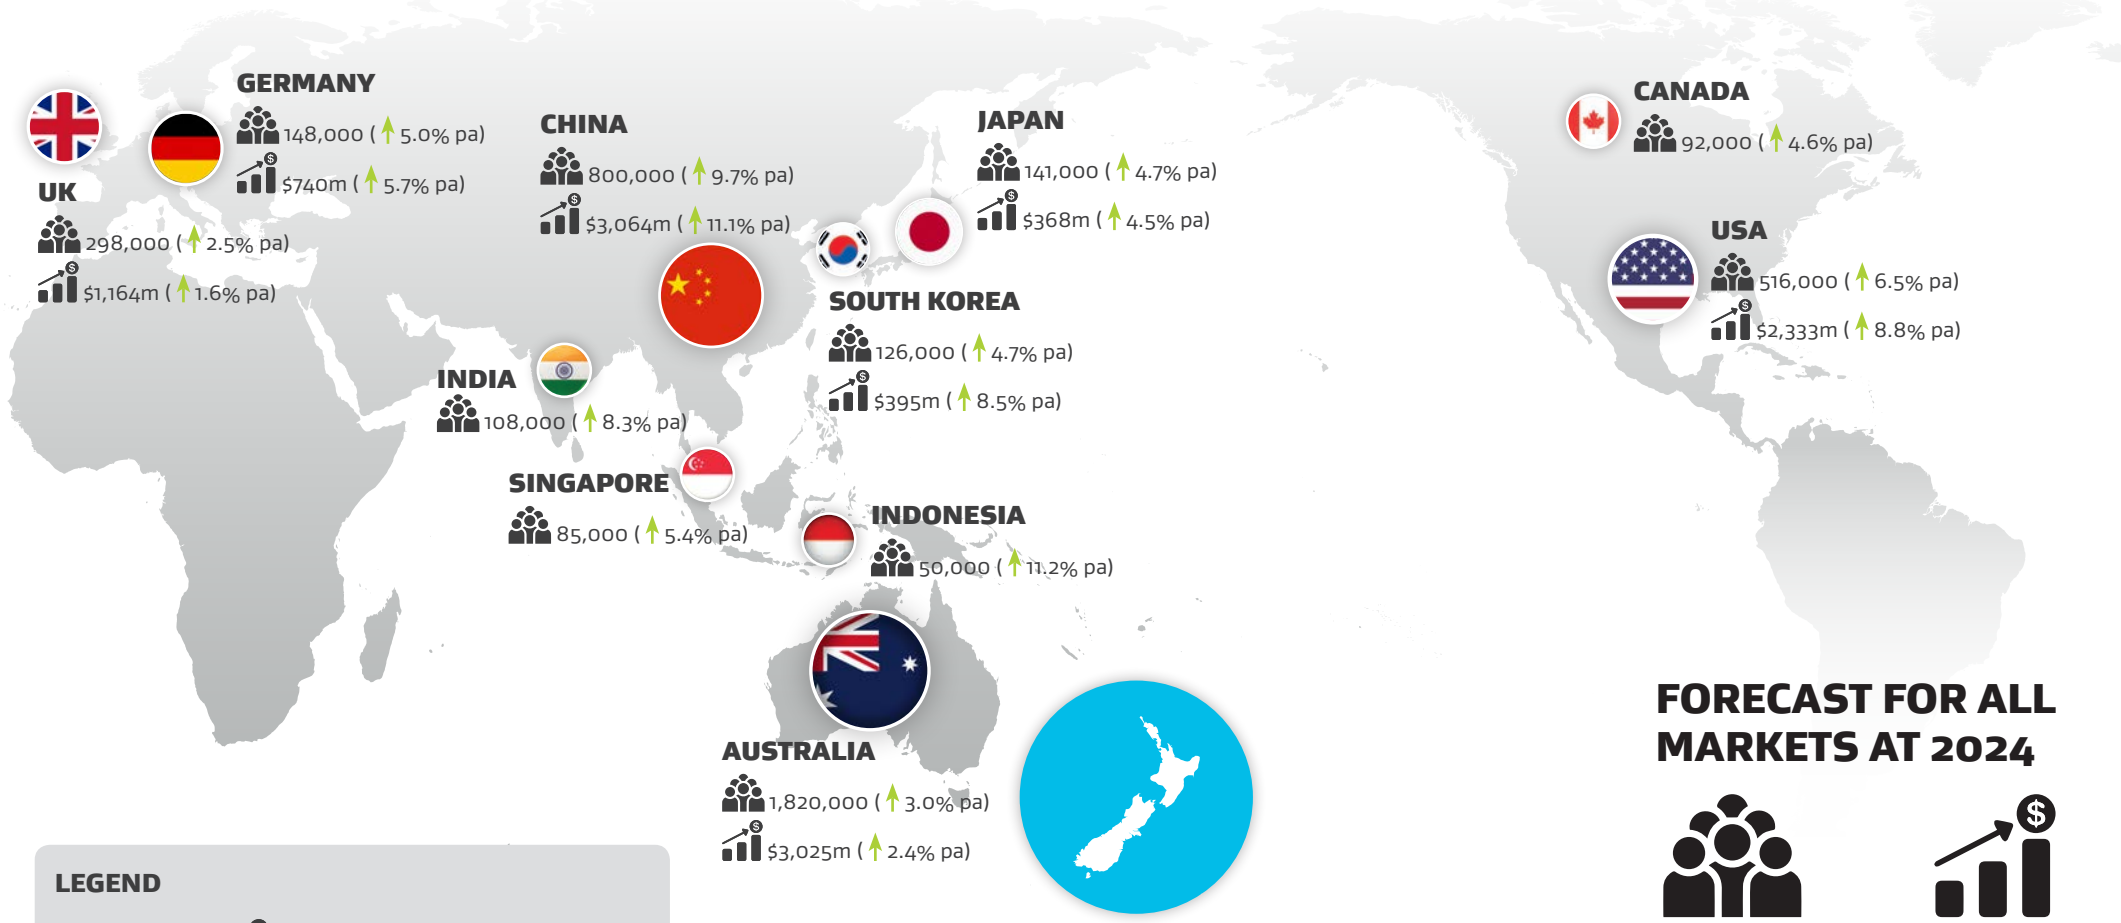 GERMANY
148,000 ( 5.0% pa)
$740m ( 5.7% pa)
UK
298,000 ( 2.5% pa)
$1,164m ( 1.6% pa)
CHINA
800,000 ( 9.7% pa)
$3,064m ( 11.1% pa)
JAPAN
141,000 ( 4.7% pa)
$368m ( 4.5% pa)
SOUTH KOREA
126,000 ( 4.7% pa)
$395m ( 8.5% pa)
INDIA
108,000 ( 8.3% pa)
SINGAPORE
85,000 ( 5.4% pa)
INDONESIA
50,000 ( 11.2% pa)
AUSTRALIA
1,820,000 ( 3.0% pa)
$3,025m ( 2.4% pa)
CANADA
92,000 ( 4.6% pa)
USA
516,000 ( 6.5% pa)
$2,333m ( 8.8% pa)
FORECAST FOR ALL
MARKETS AT 2024
$
LEGEND